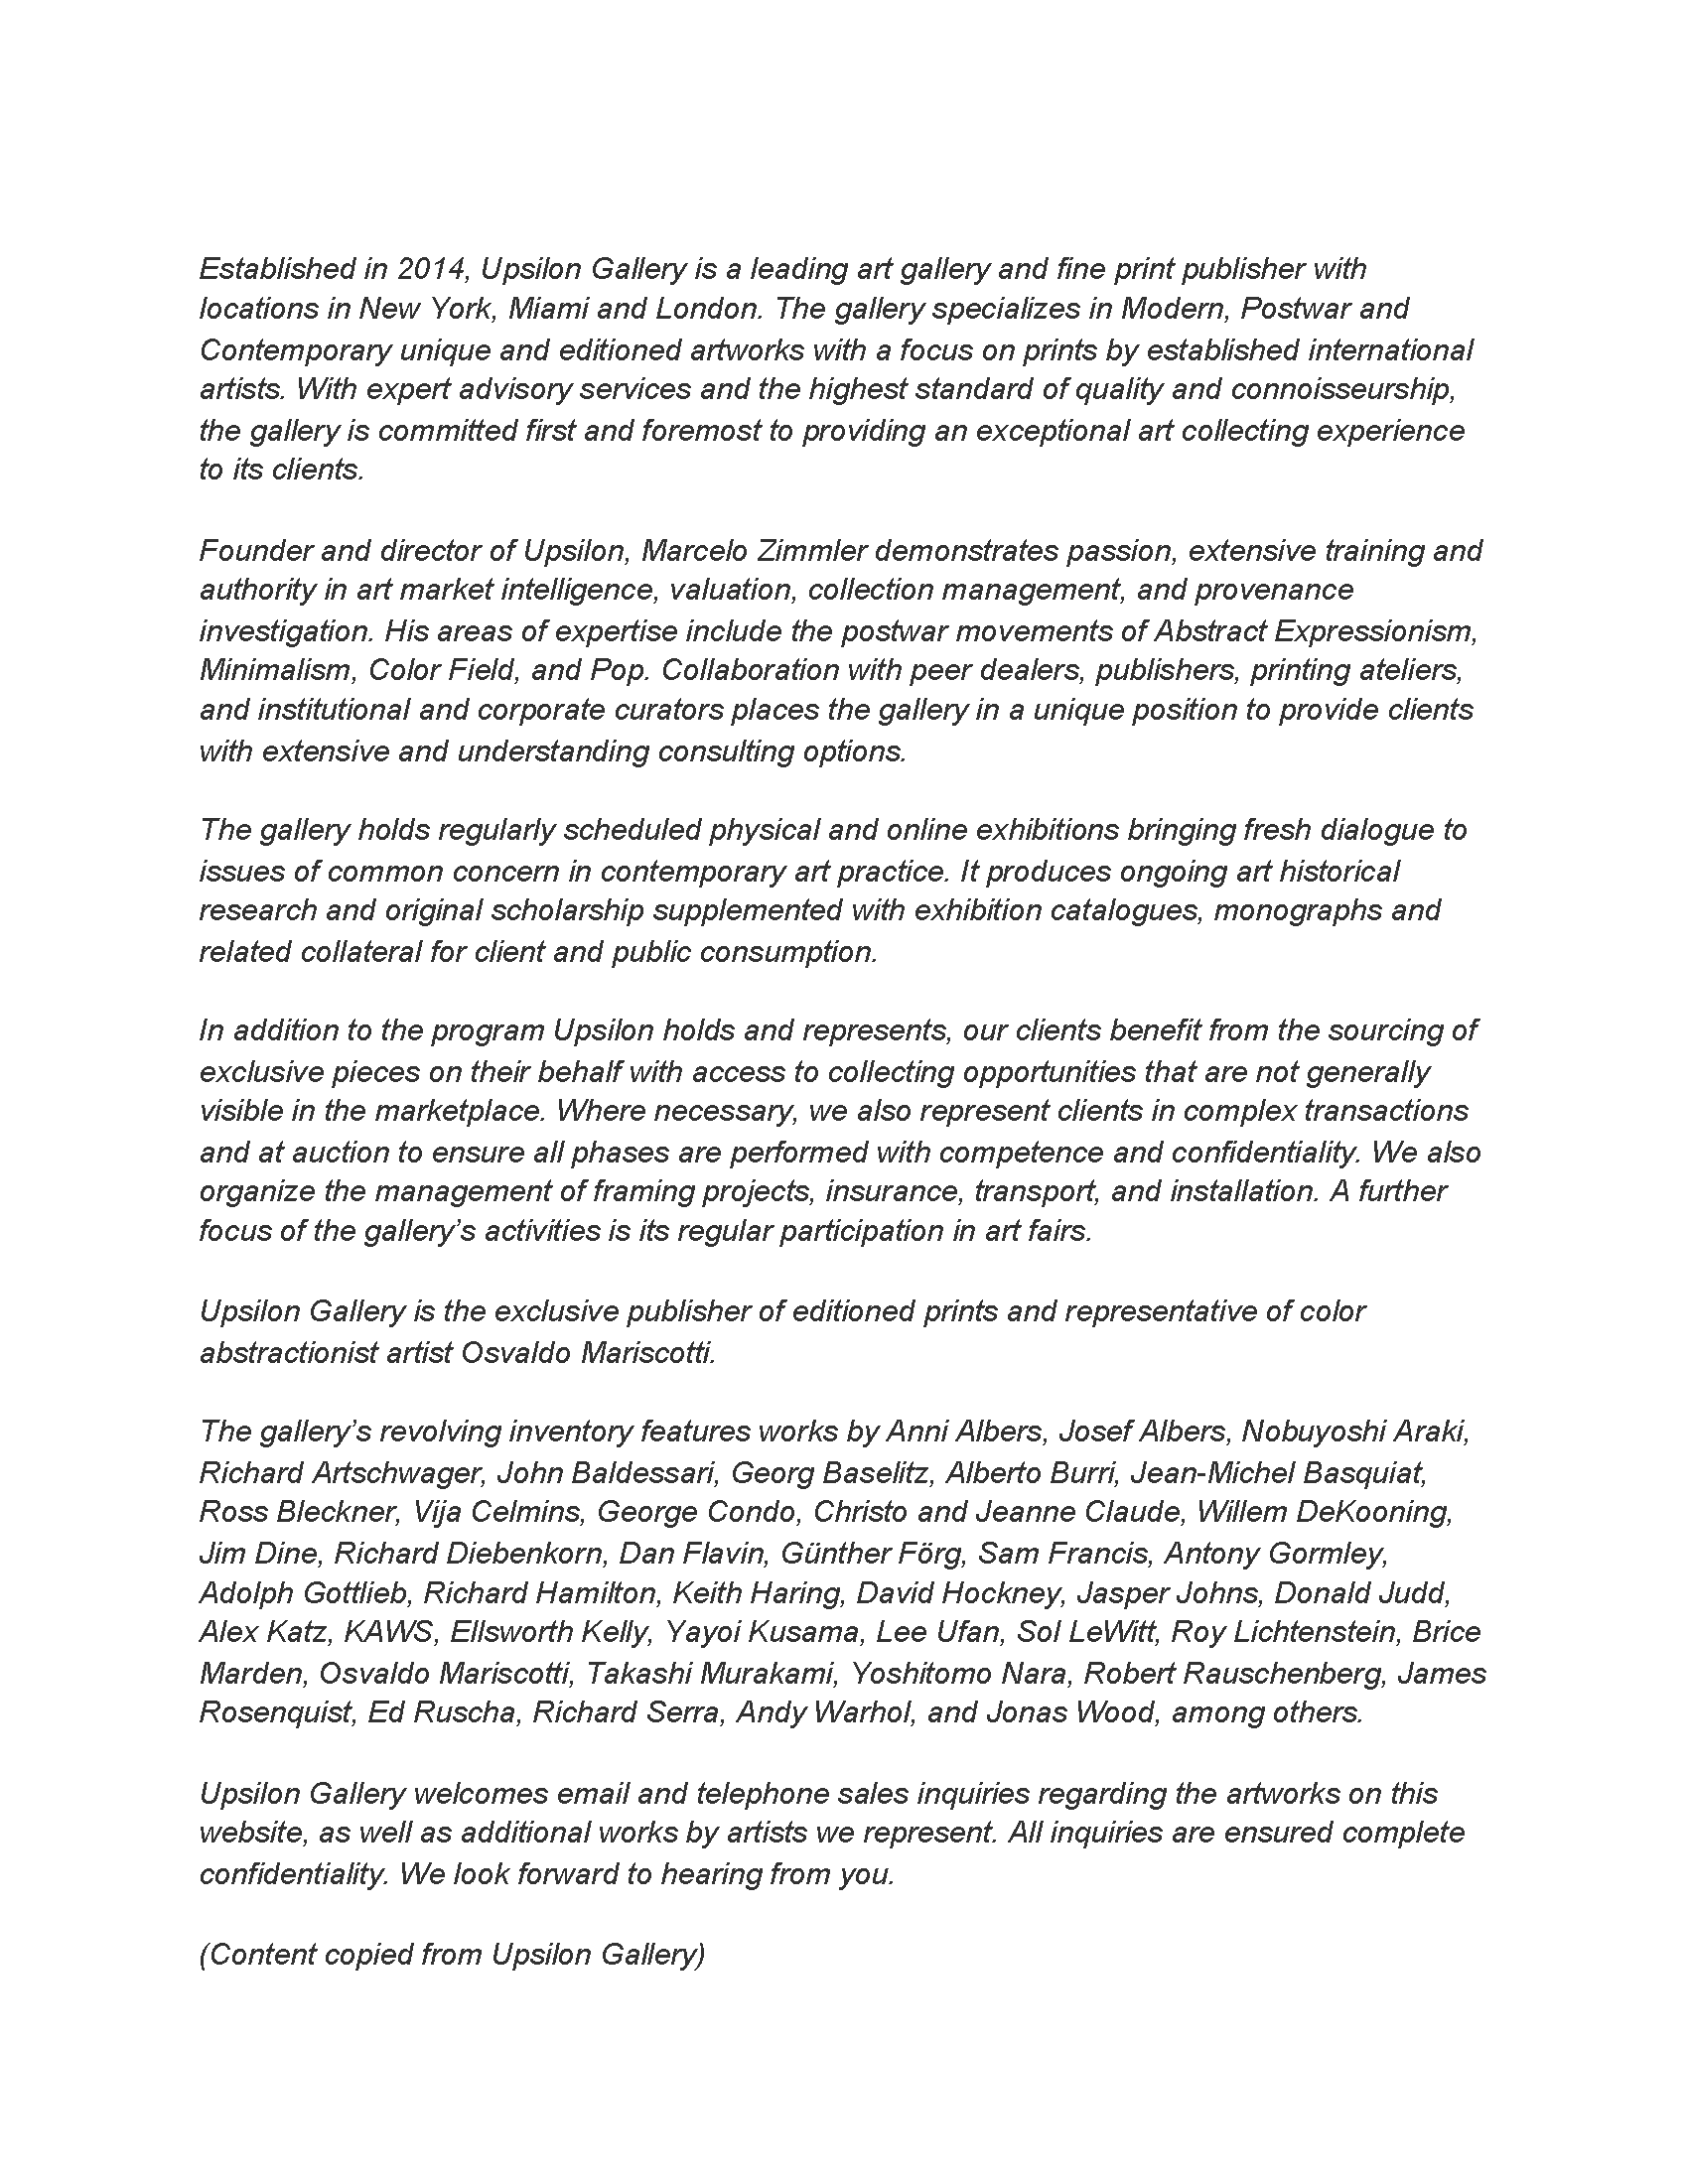 Established in 2014, Upsilon Gallery is a leading art gallery and fine print publisher with
locations in New York, Miami and London. The gallery specializes in Modern, Postwar and
Contemporary unique and editioned artworks with a focus on prints by established international
artists. With expert advisory services and the highest standard of quality and connoisseurship,
the gallery is committed first and foremost to providing an exceptional art collecting experience
to its clients.
Founder and director of Upsilon, Marcelo Zimmler demonstrates passion, extensive training and
authority in art market intelligence, valuation, collection management, and provenance
investigation. His areas of expertise include the postwar movements of Abstract Expressionism,
Minimalism, Color Field, and Pop. Collaboration with peer dealers, publishers, printing ateliers,
and institutional and corporate curators places the gallery in a unique position to provide clients
with extensive and understanding consulting options.
The gallery holds regularly scheduled physical and online exhibitions bringing fresh dialogue to
issues of common concern in contemporary art practice. It produces ongoing art historical
research and original scholarship supplemented with exhibition catalogues, monographs and
related collateral for client and public consumption.
In addition to the program Upsilon holds and represents, our clients benefit from the sourcing of
exclusive pieces on their behalf with access to collecting opportunities that are not generally
visible in the marketplace. Where necessary, we also represent clients in complex transactions
and at auction to ensure all phases are performed with competence and confidentiality. We also
organize the management of framing projects, insurance, transport, and installation. A further
focus of the gallery’s activities is its regular participation in art fairs.
Upsilon Gallery is the exclusive publisher of editioned prints and representative of color
abstractionist artist Osvaldo Mariscotti.
The gallery’s revolving inventory features works by Anni Albers, Josef Albers, Nobuyoshi Araki,
Richard Artschwager, John Baldessari, Georg Baselitz, Alberto Burri, Jean-Michel Basquiat,
Ross Bleckner, Vija Celmins, George Condo, Christo and Jeanne Claude, Willem DeKooning,
Jim Dine, Richard Diebenkorn, Dan Flavin, Günther Förg, Sam Francis, Antony Gormley,
Adolph Gottlieb, Richard Hamilton, Keith Haring, David Hockney, Jasper Johns, Donald Judd,
Alex Katz, KAWS, Ellsworth Kelly, Yayoi Kusama, Lee Ufan, Sol LeWitt, Roy Lichtenstein, Brice
Marden, Osvaldo Mariscotti, Takashi Murakami, Yoshitomo Nara, Robert Rauschenberg, James
Rosenquist, Ed Ruscha, Richard Serra, Andy Warhol, and Jonas Wood, among others.
Upsilon Gallery welcomes email and telephone sales inquiries regarding the artworks on this
website, as well as additional works by artists we represent. All inquiries are ensured complete
confidentiality. We look forward to hearing from you.
(Content copied from Upsilon Gallery)